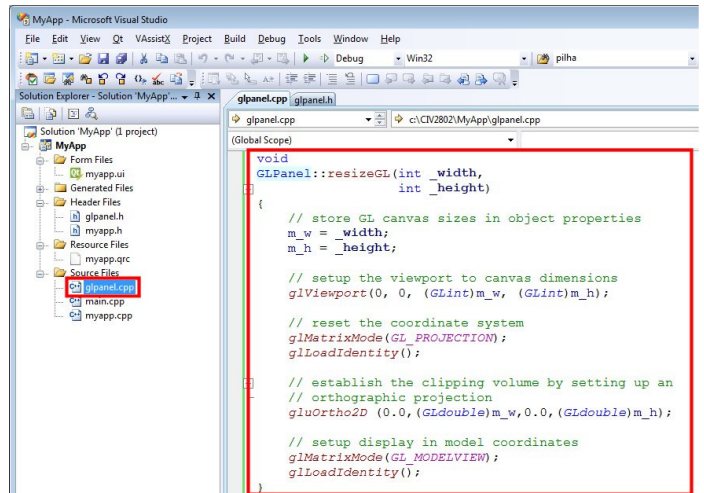 MyApp - Microsoft Visual Studio
File Edit View Qt VAssistX Project Build Debug Tools Window Help
Debug Win32 pilha
Solution Explorer - Solution 'MyApp'...
glpanel.cpp glpanel.h
glpanel.cpp c:\CIV2802\MyApp\glpanel.cpp
(Global Scope)
Solution 'MyApp' (1 project)
MyApp
Form Files
myapp.ui
Generated Files
Header Files
glpanel.h
myapp.h
Resource Files
myapp.qrc
Source Files
glpanel.cpp
main.cpp
myapp.cpp
void
GLPanel::resizeGL(int _width,
int _height)
{
// store GL canvas sizes in object properties
m_w = _width;
m_h = _height;
// setup the viewport to canvas dimensions
glViewport(0, 0, (GLint)m_w, (GLint)m_h);
// reset the coordinate system
glMatrixMode(GL_PROJECTION);
glLoadIdentity();
// establish the clipping volume by setting up an
// orthographic projection
gluOrtho2D (0.0,(GLdouble)m_w,0.0,(GLdouble)m_h);
// setup display in model coordinates
glMatrixMode(GL_MODELVIEW);
glLoadIdentity();
}